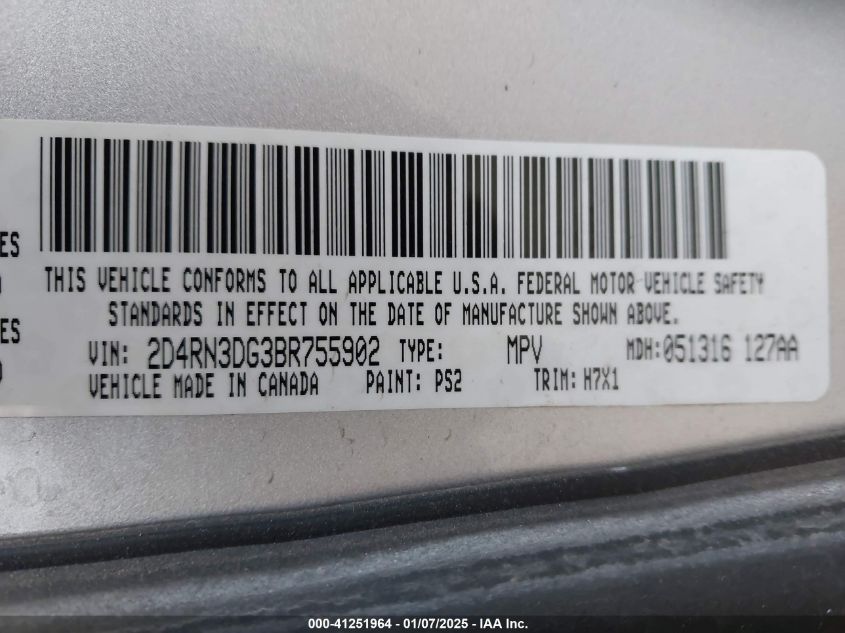 ES
THIS VEHICLE CONFORMS TO ALL APPLICABLE U.S.A. FEDERAL MOTOR VEHICLE SAFETY
STANDARDS IN EFFECT ON THE DATE OF MANUFACTURE SHOWN ABOVE.
ES
VIN: 2D4RN3DG3BR755902 TYPE: MPV MDH: 051316 127AA
VEHICLE MADE IN CANADA PAINT: PS2 TRIM: H7X1
000-41251964 - 01/07/2025 - IAA Inc.